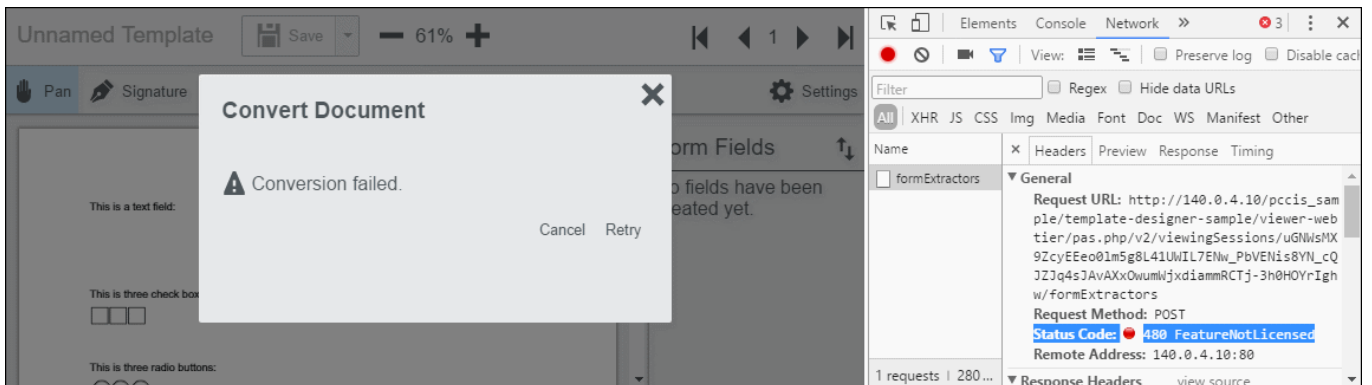 Unnamed Template
Save
61%
1
Pan
Signature
Settings
Convert Document
Conversion failed.
Cancel
Retry
orm Fields
o fields have been
eated yet.
This is a text field:
This is three check box
This is three radio buttons:
Elements Console Network » 3
View: Preserve log
Filter
Regex Hide data URLs
All XHR JS CSS Img Media Font Doc WS Manifest Other
Name
formExtractors
1 requests | 280...
× Headers Preview Response Timing
General
Request URL: http://140.0.4.10/pccis_sam
ple/template-designer-sample/viewer-web
tier/pas.php/v2/viewingSessions/uGNWsMX
9ZcyEEeo0lm5g8L41UWIL7ENw_PbVENis8YN_cQ
JZJq4sJAvAXxOwumWjxdiammRCTj-3h0HOYrIgh
w/formExtractors
Request Method: POST
Status Code: 480 FeatureNotLicensed
Remote Address: 140.0.4.10:80
Response Headers view source